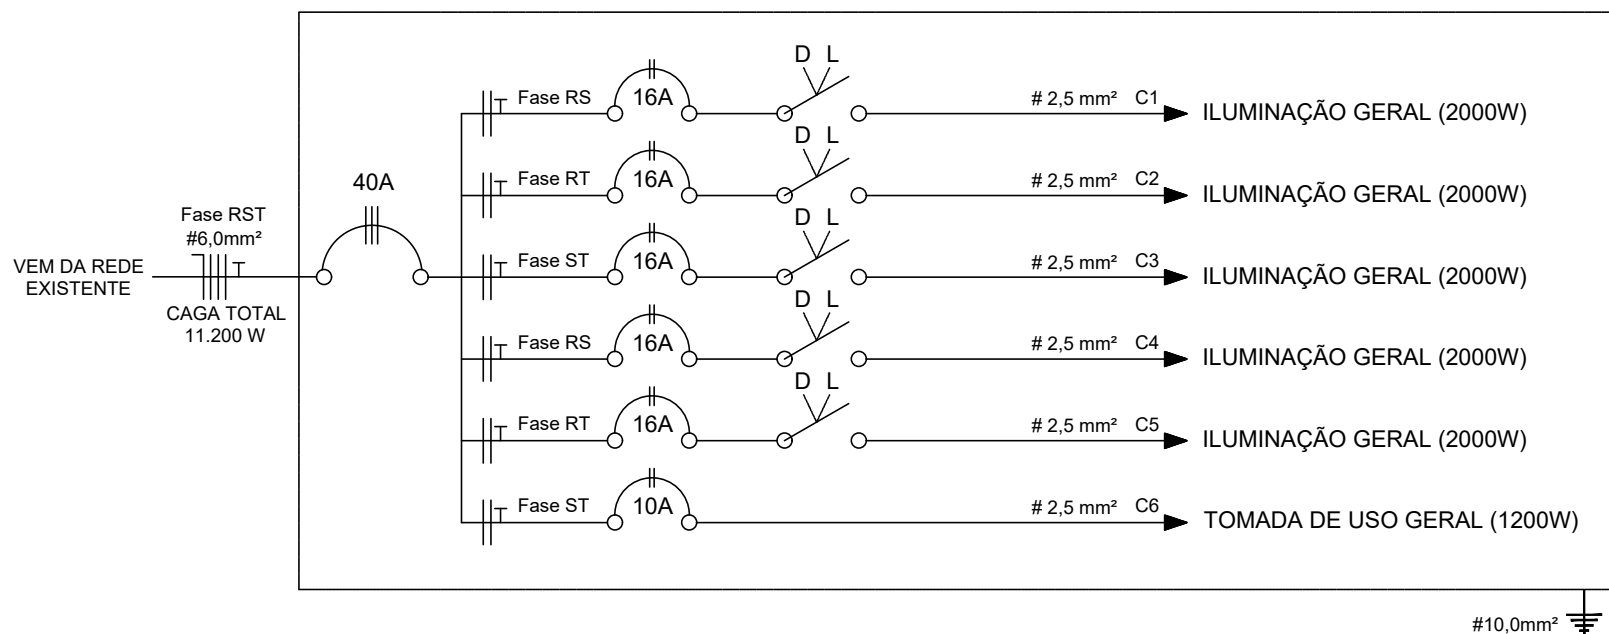 D L
Fase RS
16A
# 2,5 mm² C1
ILUMINAÇÃO GERAL (2000W)
D L
Fase RT
16A
# 2,5 mm² C2
ILUMINAÇÃO GERAL (2000W)
40A
Fase RST
#6,0mm²
VEM DA REDE
EXISTENTE
CAGA TOTAL
11.200 W
D L
Fase ST
16A
# 2,5 mm² C3
ILUMINAÇÃO GERAL (2000W)
D L
Fase RS
16A
# 2,5 mm² C4
ILUMINAÇÃO GERAL (2000W)
D L
Fase RT
16A
# 2,5 mm² C5
ILUMINAÇÃO GERAL (2000W)
Fase ST
10A
# 2,5 mm² C6
TOMADA DE USO GERAL (1200W)
#10,0mm²